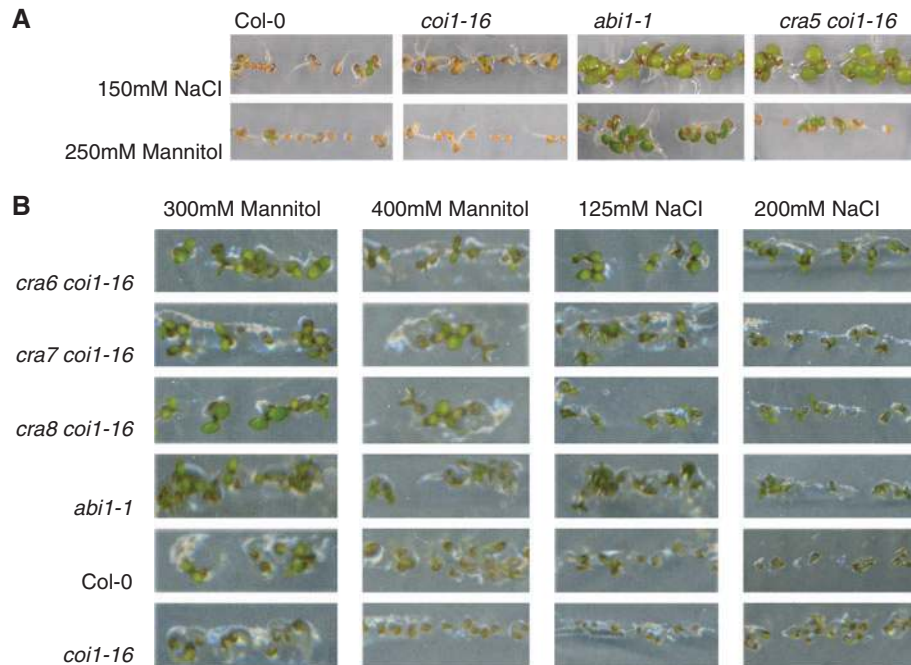 A
Col-0 coi1-16 abi1-1 cra5 coi1-16
150mM NaCl
250mM Mannitol
B
300mM Mannitol 400mM Mannitol 125mM NaCl 200mM NaCl
cra6 coi1-16
cra7 coi1-16
cra8 coi1-16
abi1-1
Col-0
coi1-16